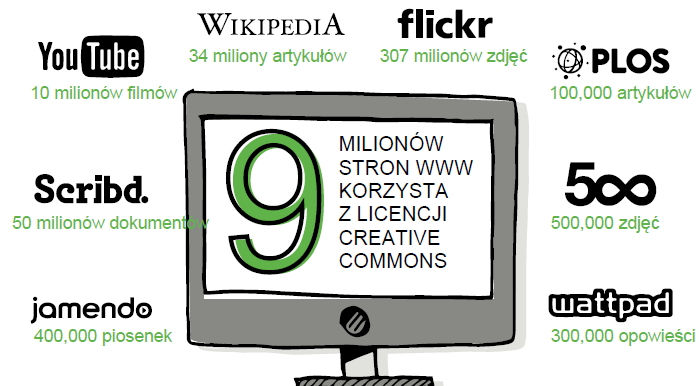 WIKIPEDIA
34 miliony artykułów
flickr
307 milionów zdjęć
YouTube
10 milionów filmów
PLOS
100,000 artykułów
9
MILIONÓW
STRON WWW
KORZYSTA
Z LICENCJI
CREATIVE
COMMONS
Scribd.
50 milionów dokumentów
500
500,000 zdjęć
jamendo
400,000 piosenek
wattpad
300,000 opowieści